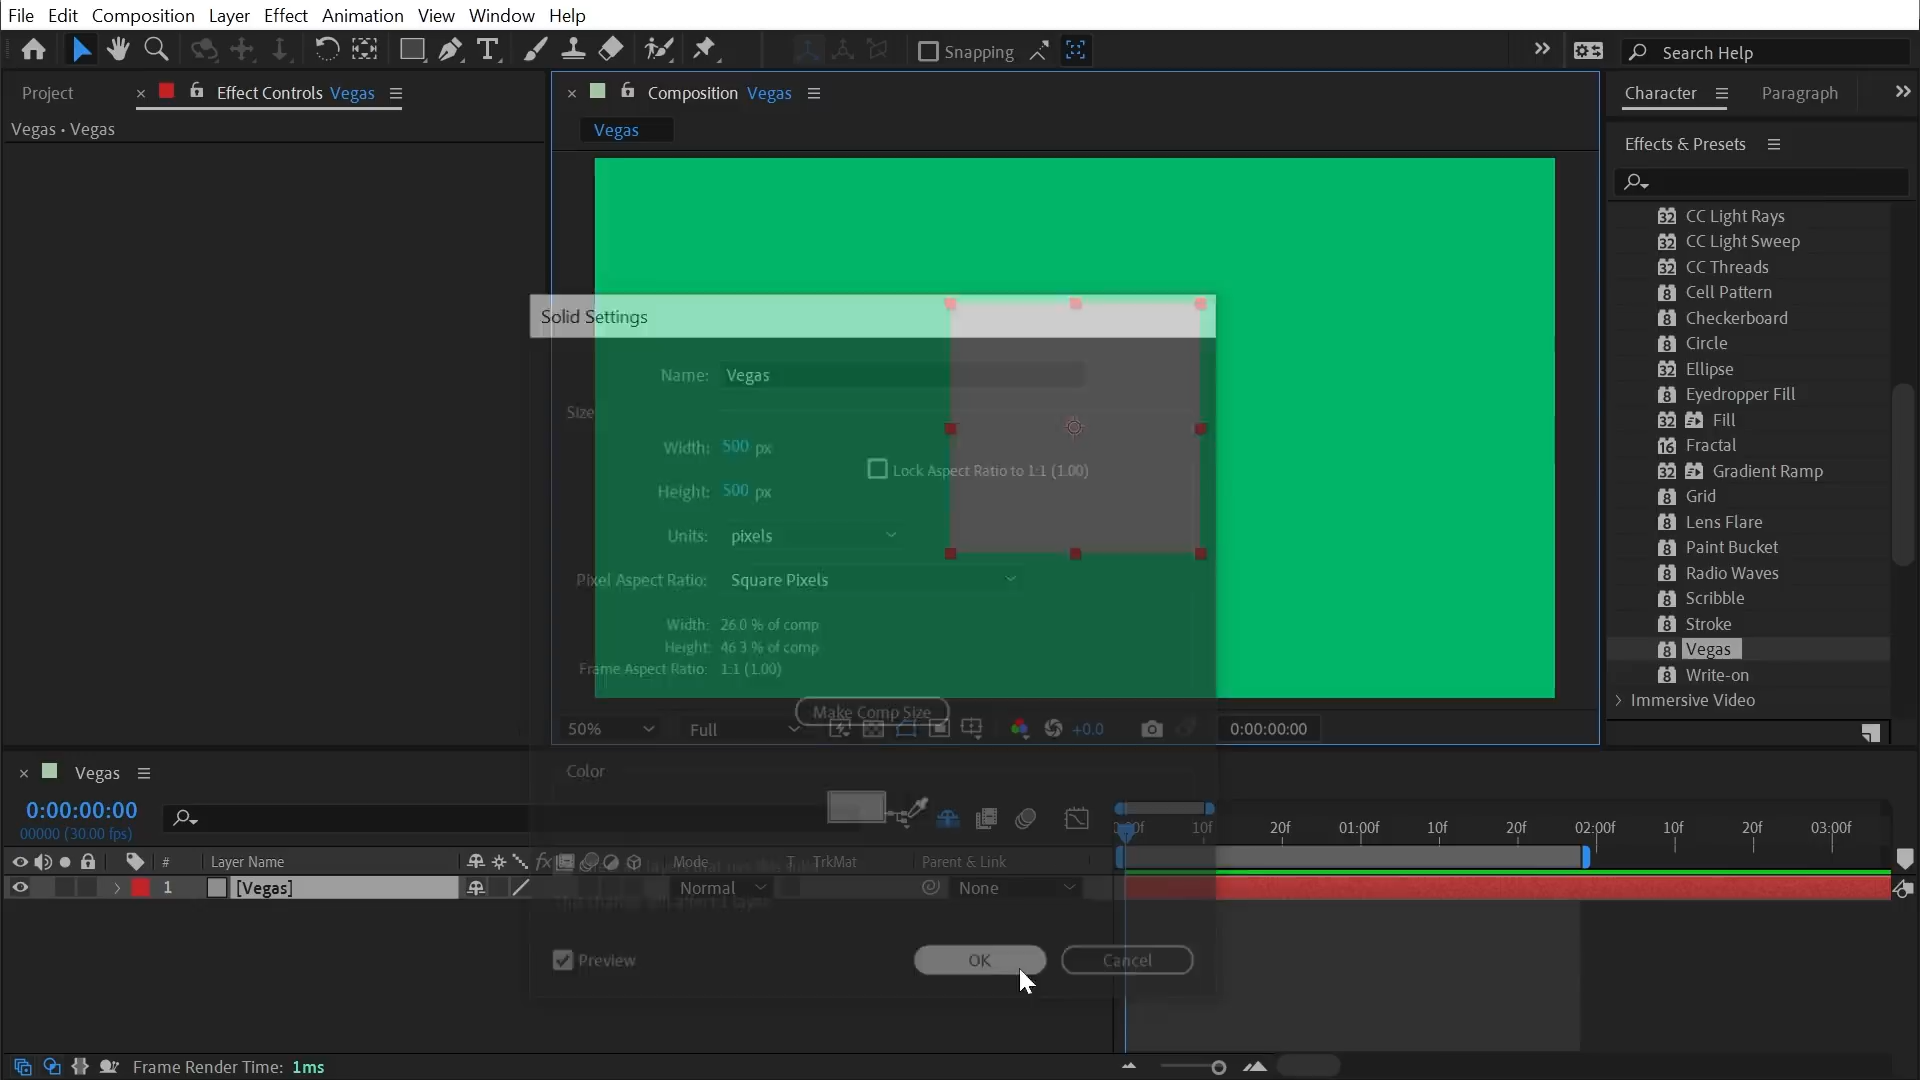 File Edit Composition Layer Effect Animation View Window Help
Snapping
Search Help
Project
Effect Controls Vegas
Composition Vegas
Character
Paragraph
Vegas • Vegas
Vegas
Effects & Presets
CC Light Rays
CC Light Sweep
CC Threads
Cell Pattern
Checkerboard
Circle
Ellipse
Eyedropper Fill
Fill
Fractal
Gradient Ramp
Grid
Lens Flare
Paint Bucket
Radio Waves
Scribble
Stroke
Vegas
Write-on
Immersive Video
Solid Settings
Name: Vegas
Size
Width: 500 px
Lock Aspect Ratio to 1:1 (1.00)
Height: 500 px
Units: pixels
Pixel Aspect Ratio: Square Pixels
Width: 26.0 % of comp
Height: 46.3 % of comp
Frame Aspect Ratio: 1:1 (1.00)
Make Comp Size
50%
Full
+0.0
0:00:00:00
Color
Preview
OK
Cancel
Vegas
0:00:00:00
00000 (30.00 fps)
10f 20f 01:00f 10f 20f 02:00f 10f 20f 03:00f
# Layer Name
Mode T TrkMat Parent & Link
1 [Vegas]
Normal
None
Frame Render Time: 1ms